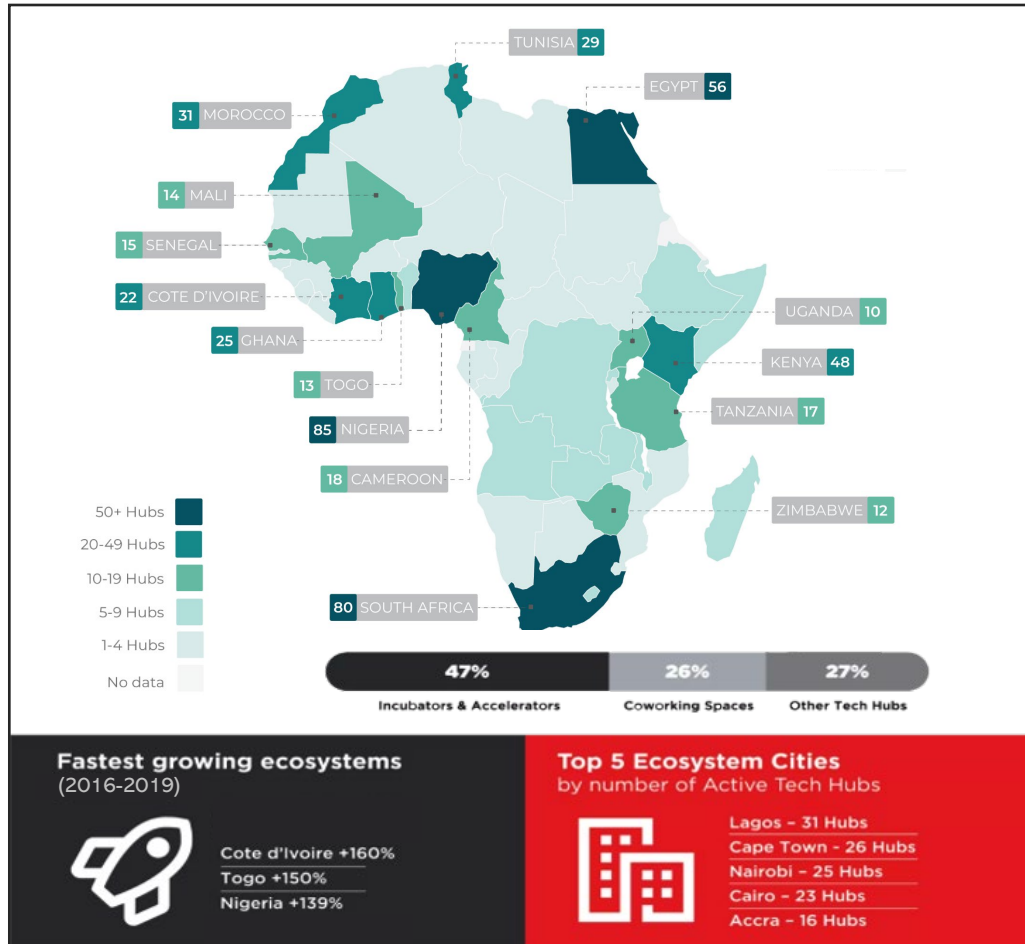 TUNISIA 29
EGYPT 56
31 MOROCCO
14 MALI
15 SENEGAL
22 COTE D'IVOIRE
UGANDA 10
25 GHANA
KENYA 48
13 TOGO
TANZANIA 17
85 NIGERIA
18 CAMEROON
ZIMBABWE 12
80 SOUTH AFRICA
50+ Hubs
20-49 Hubs
10-19 Hubs
5-9 Hubs
1-4 Hubs
No data
47% 26% 27%
Incubators & Accelerators Coworking Spaces Other Tech Hubs
Fastest growing ecosystems
(2016-2019)
Cote d'Ivoire +160%
Togo +150%
Nigeria +139%
Top 5 Ecosystem Cities
by number of Active Tech Hubs
Lagos – 31 Hubs
Cape Town - 26 Hubs
Nairobi – 25 Hubs
Cairo – 23 Hubs
Accra – 16 Hubs